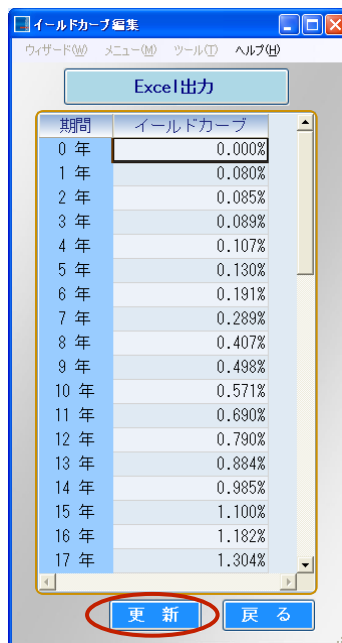 イールドカーブ編集
ウィザード(W) メニュー(M) ツール(T) ヘルプ(H)
Excel出力
期間 イールドカーブ
0 年 0.000%
1 年 0.080%
2 年 0.085%
3 年 0.089%
4 年 0.107%
5 年 0.130%
6 年 0.191%
7 年 0.289%
8 年 0.407%
9 年 0.498%
10 年 0.571%
11 年 0.690%
12 年 0.790%
13 年 0.884%
14 年 0.985%
15 年 1.100%
16 年 1.182%
17 年 1.304%
更 新 戻 る